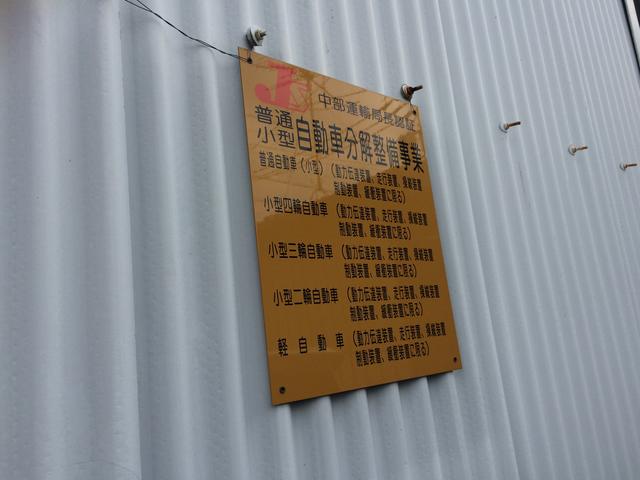 中部運輸局長認証
普通
小型
自動車分解整備事業
普通自動車(小型)(動力伝達装置、走行装置、操縦装置
制動装置、緩衝装置に限る)
小型四輪自動車(動力伝達装置、走行装置、操縦装置
制動装置、緩衝装置に限る)
小型三輪自動車(動力伝達装置、走行装置、操縦装置
制動装置、緩衝装置に限る)
小型二輪自動車(動力伝達装置、走行装置、操縦装置
制動装置、緩衝装置に限る)
軽自動車(動力伝達装置、走行装置、操縦装置
制動装置、緩衝装置に限る)